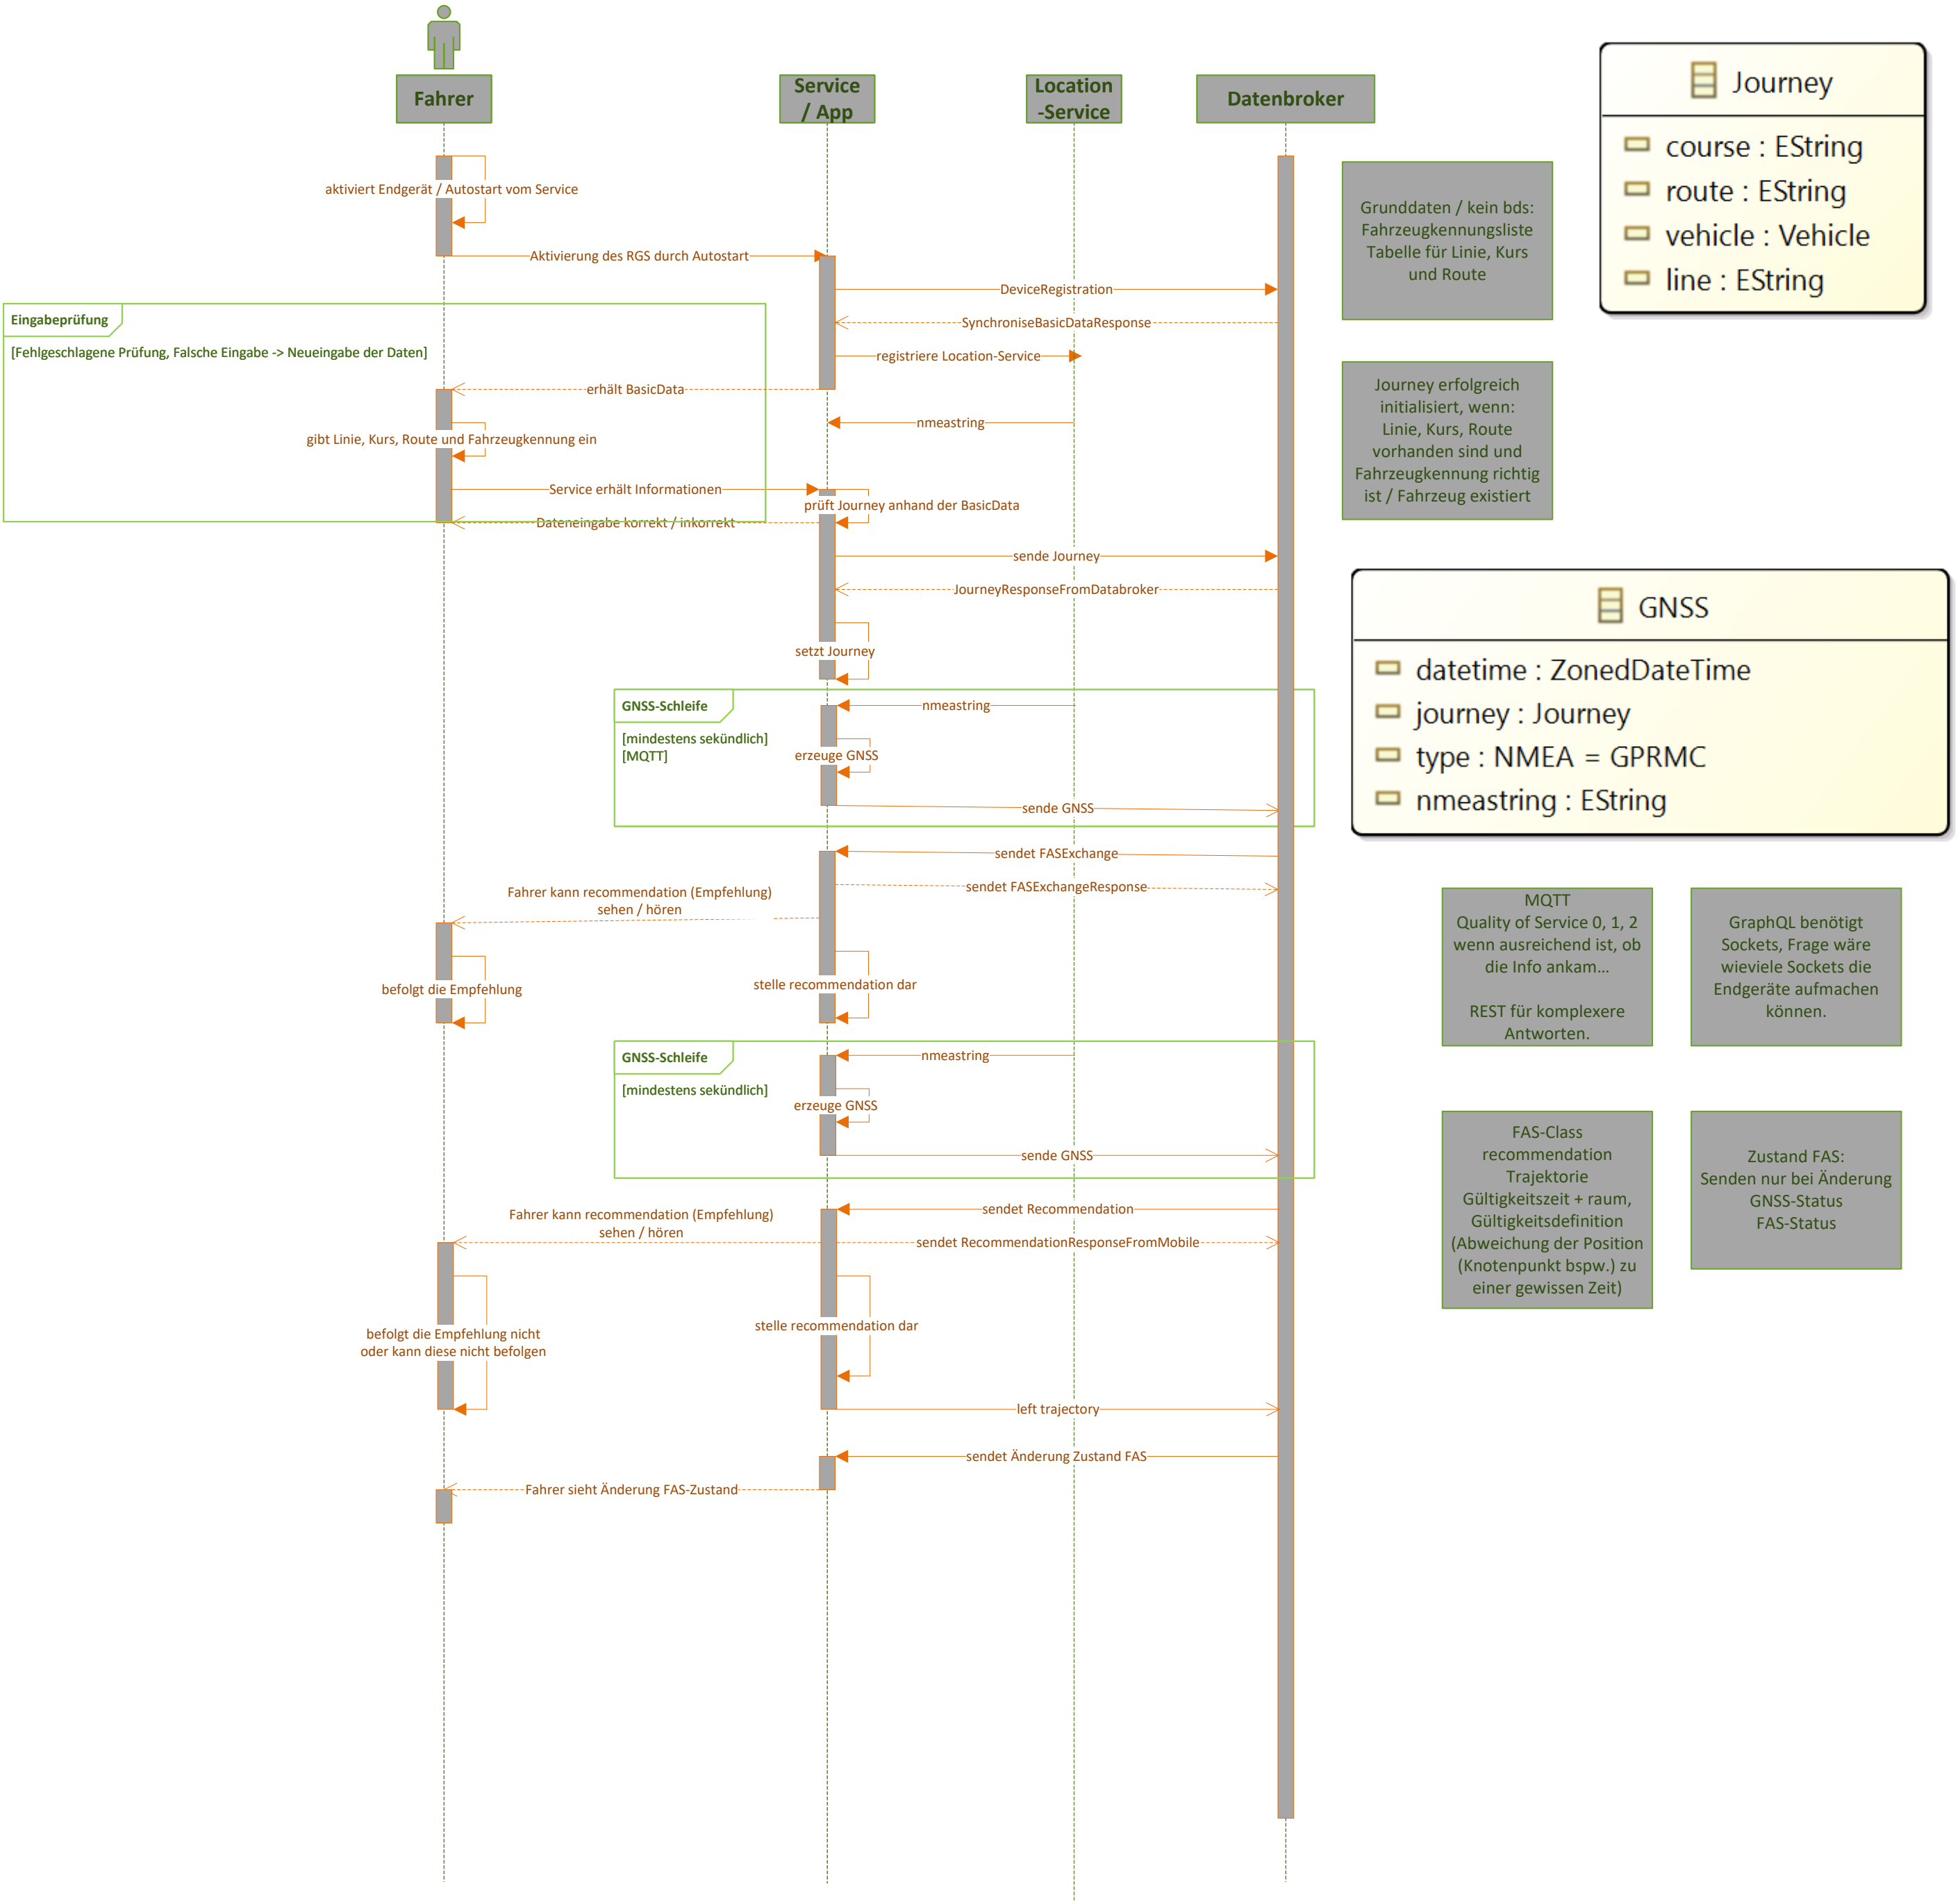 Fahrer
Service
/ App
Location
-Service
Datenbroker
Journey
course : EString
route : EString
vehicle : Vehicle
line : EString
aktiviert Endgerät / Autostart vom Service
Aktivierung des RGS durch Autostart
DeviceRegistration
SynchroniseBasicDataResponse
registriere Location-Service
Grunddaten / kein bds:
Fahrzeugkennungsliste
Tabelle für Linie, Kurs
und Route
Eingabeprüfung
[Fehlgeschlagene Prüfung, Falsche Eingabe -> Neueingabe der Daten]
erhält BasicData
nmeastring
gibt Linie, Kurs, Route und Fahrzeugkennung ein
Service erhält Informationen
prüft Journey anhand der BasicData
Dateneingabe korrekt / inkorrekt
Journey erfolgreich
initialisiert, wenn:
Linie, Kurs, Route
vorhanden sind und
Fahrzeugkennung richtig
ist / Fahrzeug existiert
sende Journey
JourneyResponseFromDatabroker
setzt Journey
GNSS
datetime : ZonedDateTime
journey : Journey
type : NMEA = GPRMC
nmeastring : EString
GNSS-Schleife
[mindestens sekündlich]
[MQTT]
nmeastring
erzeuge GNSS
sende GNSS
sendet FASExchange
sendet FASExchangeResponse
Fahrer kann recommendation (Empfehlung)
sehen / hören
befolgt die Empfehlung
stelle recommendation dar
MQTT
Quality of Service 0, 1, 2
wenn ausreichend ist, ob
die Info ankam...
REST für komplexere
Antworten.
GraphQL benötigt
Sockets, Frage wäre
wieviele Sockets die
Endgeräte aufmachen
können.
GNSS-Schleife
[mindestens sekündlich]
nmeastring
erzeuge GNSS
sende GNSS
FAS-Class
recommendation
Trajektorie
Gültigkeitszeit + raum,
Gültigkeitsdefinition
(Abweichung der Position
(Knotenpunkt bspw.) zu
einer gewissen Zeit)
Zustand FAS:
Senden nur bei Änderung
GNSS-Status
FAS-Status
sendet Recommendation
Fahrer kann recommendation (Empfehlung)
sehen / hören
sendet RecommendationResponseFromMobile
befolgt die Empfehlung nicht
oder kann diese nicht befolgen
stelle recommendation dar
left trajectory
sendet Änderung Zustand FAS
Fahrer sieht Änderung FAS-Zustand